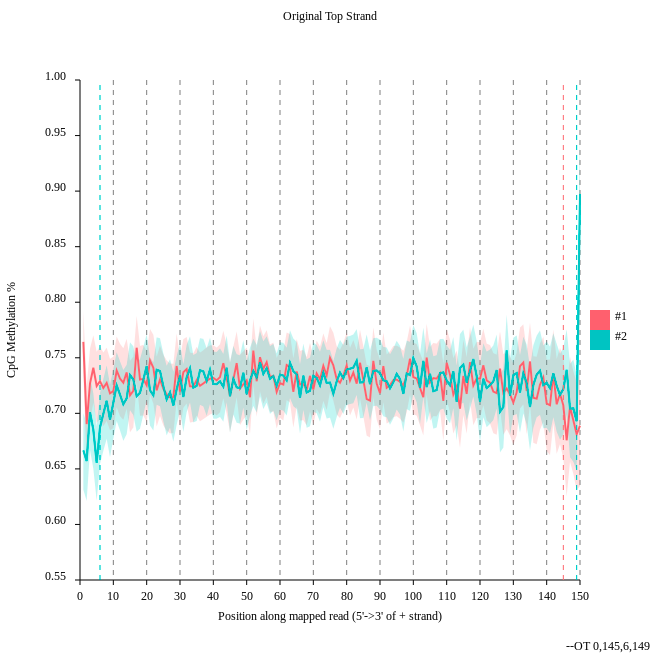 Original Top Strand
1.00
0.95
0.90
0.85
0.80
0.75
0.70
0.65
0.60
0.55
CpG Methylation %
0 10 20 30 40 50 60 70 80 90 100 110 120 130 140 150
Position along mapped read (5'->3' of + strand)
#1
#2
--OT 0,145,6,149